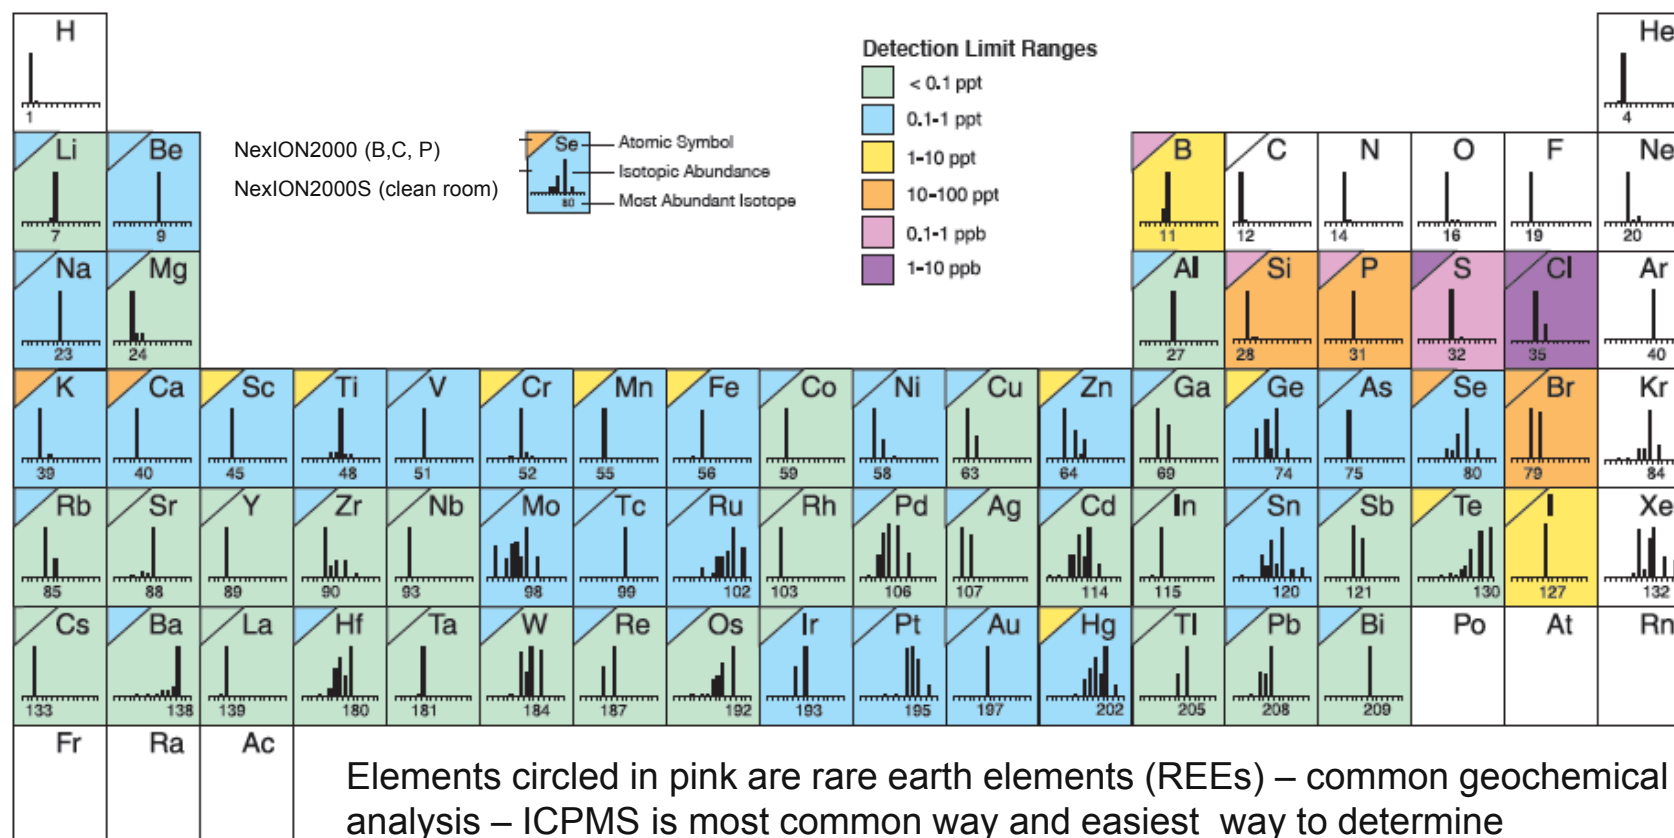 H
He
1
4
Detection Limit Ranges
< 0.1 ppt
0.1-1 ppt
1-10 ppt
10-100 ppt
0.1-1 ppb
1-10 ppb
NexION2000 (B,C, P)
NexION2000S (clean room)
Se
80
Atomic Symbol
Isotopic Abundance
Most Abundant Isotope
Li Be B C N O F Ne
7 9 11 12 14 16 19 20
Na Mg Al Si P S Cl Ar
23 24 27 28 31 32 35 40
K Ca Sc Ti V Cr Mn Fe Co Ni Cu Zn Ga Ge As Se Br Kr
39 40 45 48 51 52 55 56 59 58 63 64 69 74 75 80 79 84
Rb Sr Y Zr Nb Mo Tc Ru Rh Pd Ag Cd In Sn Sb Te I Xe
85 88 89 90 93 98 99 102 103 106 107 114 115 120 121 130 127 132
Cs Ba La Hf Ta W Re Os Ir Pt Au Hg Tl Pb Bi Po At Rn
133 138 139 180 181 184 187 192 193 195 197 202 205 208 209
Fr Ra Ac
Elements circled in pink are rare earth elements (REEs) – common geochemical
analysis – ICPMS is most common way and easiest way to determine